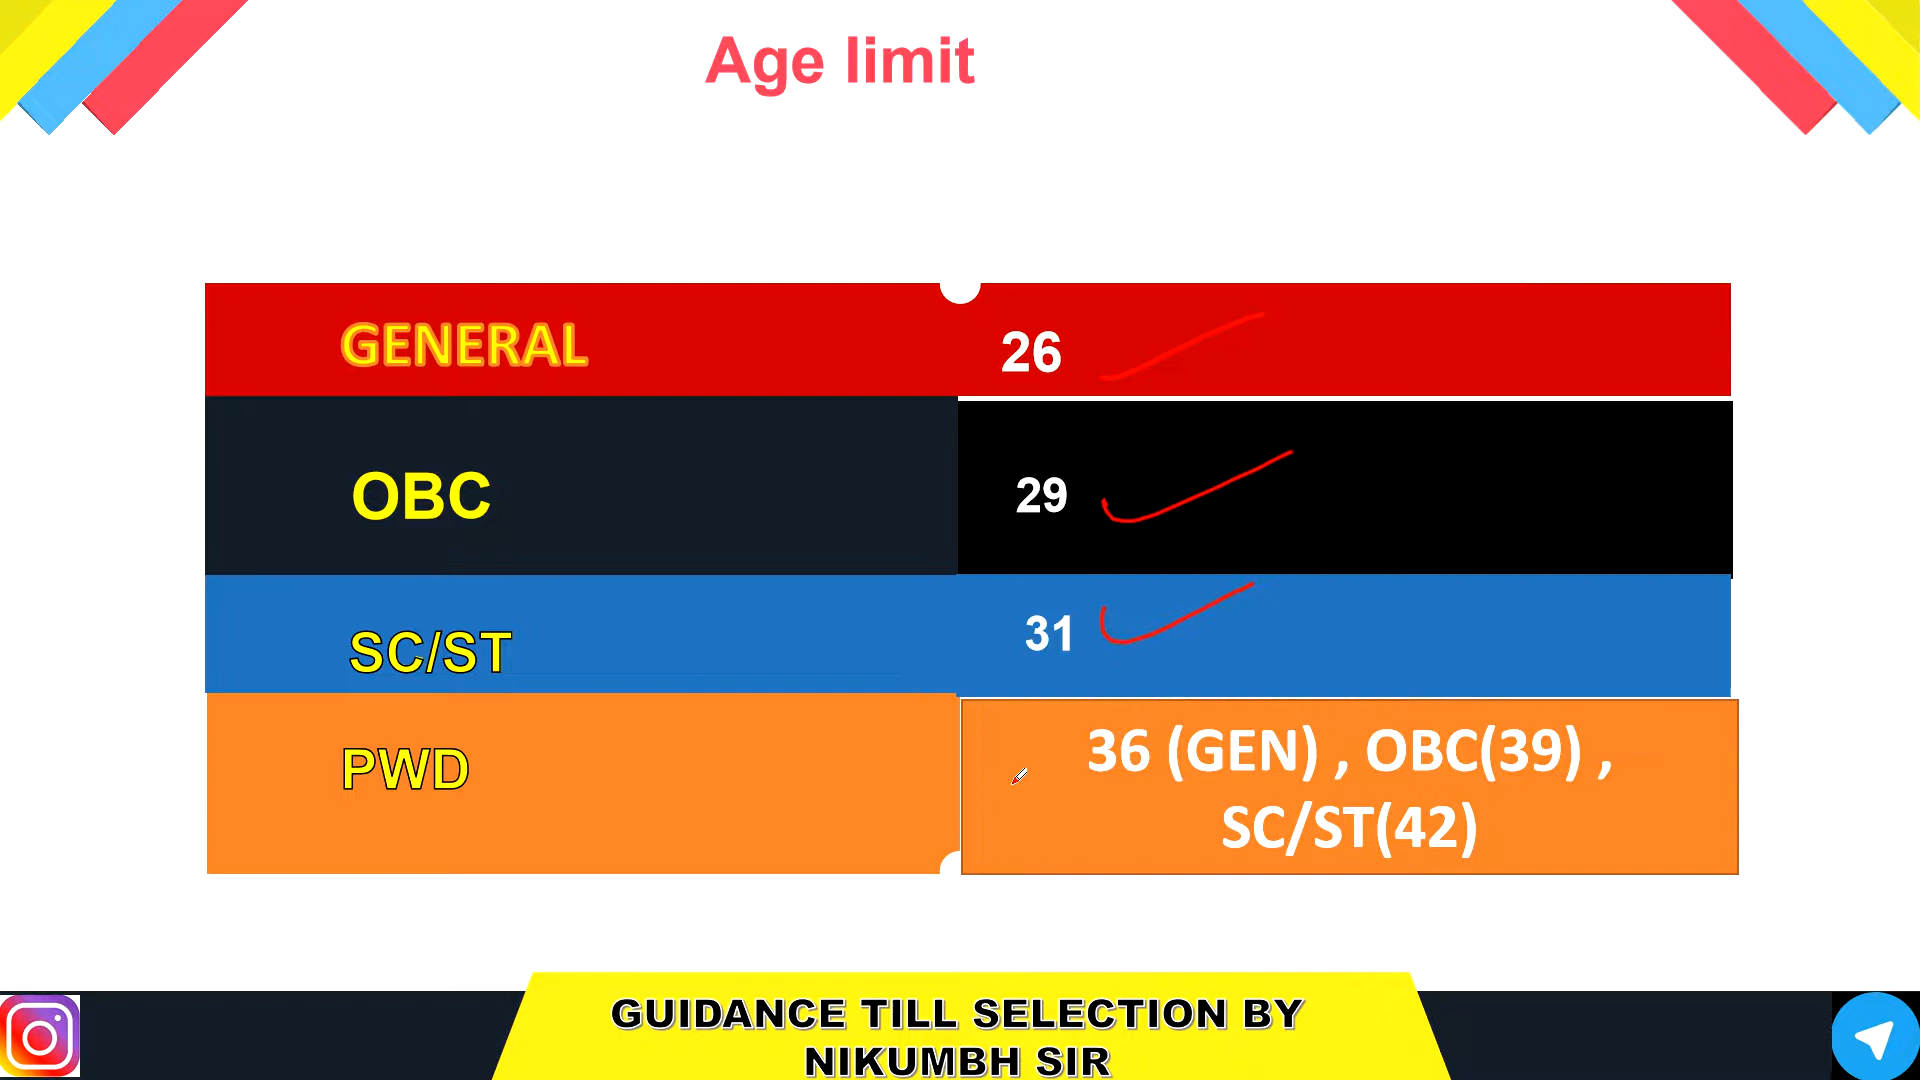 Age limit
GENERAL
26
OBC
29
SC/ST
31
PWD
36 (GEN) , OBC(39) ,
SC/ST(42)
GUIDANCE TILL SELECTION BY
NIKUMBH SIR